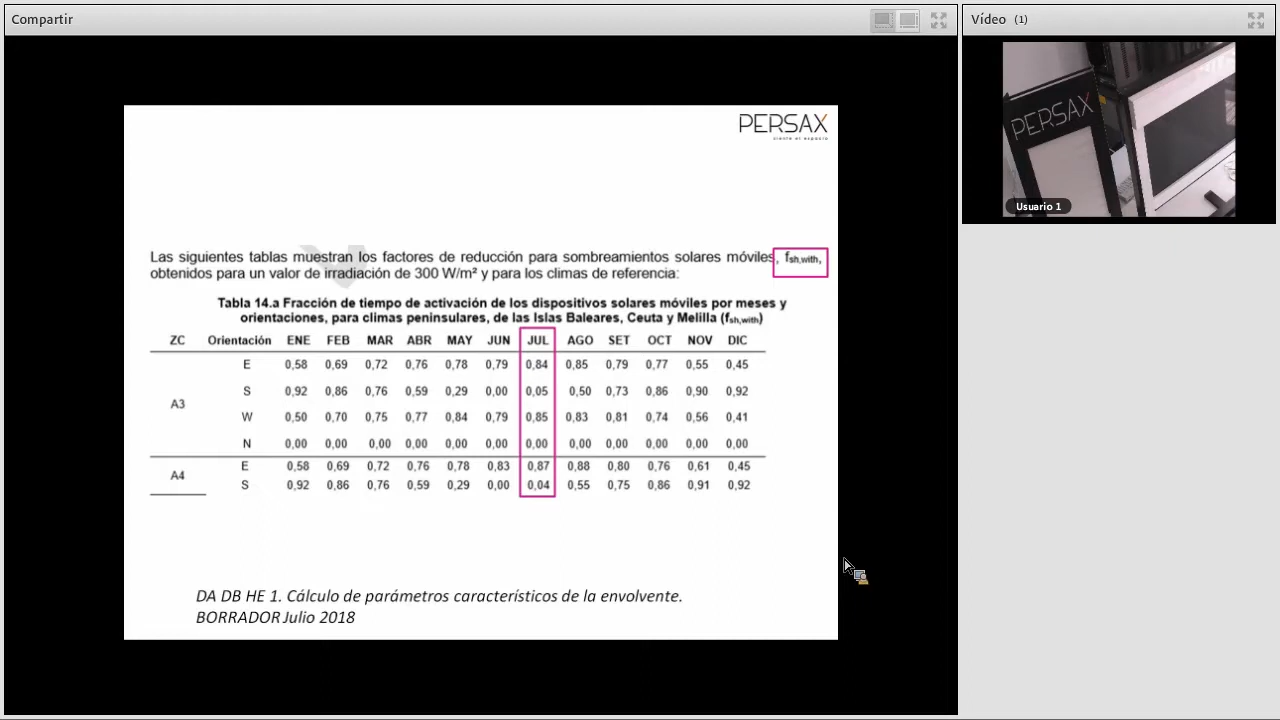 Compartir
Vídeo (1)
PERSAX
siente el espacio
PERSAX
Usuario 1
Las siguientes tablas muestran los factores de reducción para sombreamientos solares móviles, fsh,with,
obtenidos para un valor de irradiación de 300 W/m² y para los climas de referencia:
Tabla 14.a Fracción de tiempo de activación de los dispositivos solares móviles por meses y
orientaciones, para climas peninsulares, de las Islas Baleares, Ceuta y Melilla (fsh,with)
ZC Orientación ENE FEB MAR ABR MAY JUN JUL AGO SET OCT NOV DIC
E 0,58 0,69 0,72 0,76 0,78 0,79 0,84 0,85 0,79 0,77 0,55 0,45
S 0,92 0,86 0,76 0,59 0,29 0,00 0,05 0,50 0,73 0,86 0,90 0,92
A3
W 0,50 0,70 0,75 0,77 0,84 0,79 0,85 0,83 0,81 0,74 0,56 0,41
N 0,00 0,00 0,00 0,00 0,00 0,00 0,00 0,00 0,00 0,00 0,00 0,00
E 0,58 0,69 0,72 0,76 0,78 0,83 0,87 0,88 0,80 0,76 0,61 0,45
A4
S 0,92 0,86 0,76 0,59 0,29 0,00 0,04 0,55 0,75 0,86 0,91 0,92
DA DB HE 1. Cálculo de parámetros característicos de la envolvente.
BORRADOR Julio 2018